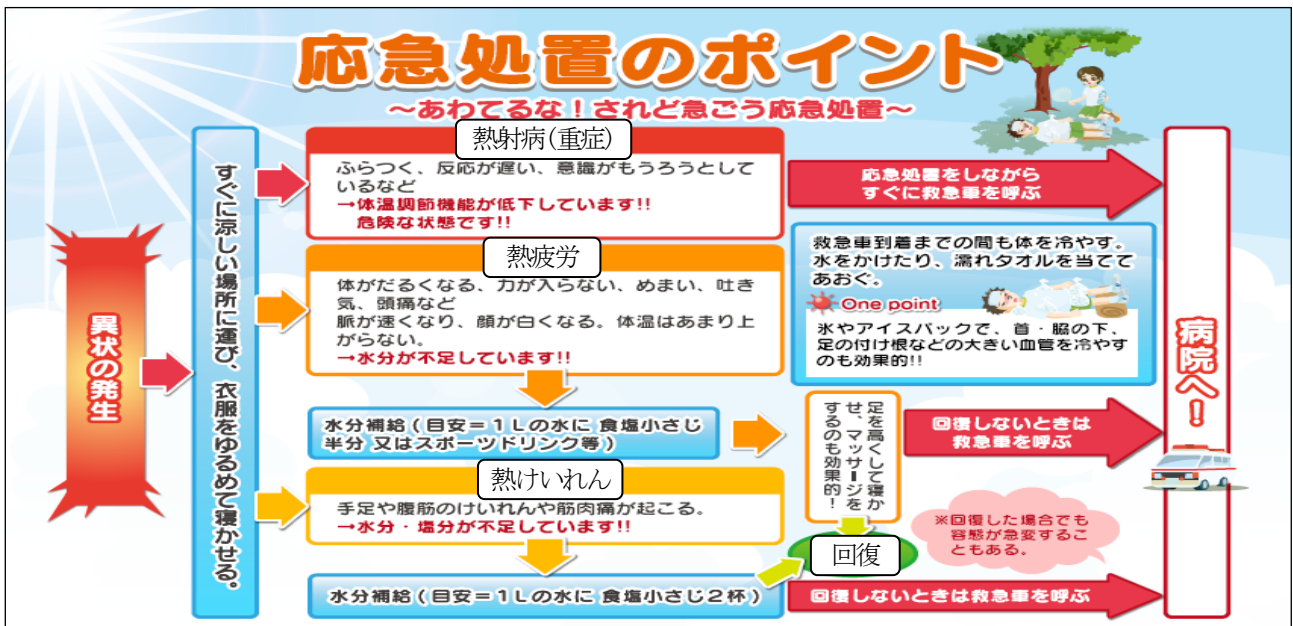 応急処置のポイント
～あわてるな！されど急ごう応急処置～
異状の発生
すぐに涼しい場所に運び、衣服をゆるめて寝かせる。
熱射病(重症)
ふらつく、反応が遅い、意識がもうろうとして
いるなど
→体温調節機能が低下しています!!
危険な状態です!!
応急処置をしながら
すぐに救急車を呼ぶ
救急車到着までの間も体を冷やす。
水をかけたり、濡れタオルを当てて
あおぐ。
One point
氷やアイスパックで、首・脇の下、
足の付け根などの大きい血管を冷やす
のも効果的!!
熱疲労
体がだるくなる、力が入らない、めまい、吐き
気、頭痛など
脈が速くなり、顔が白くなる。体温はあまり上
がらない。
→水分が不足しています!!
水分補給(目安＝１Ｌの水に 食塩小さじ
半分 又はスポーツドリンク等)
足を高くして寝か
せ、マッサージを
するのも効果的！
回復しないときは
救急車を呼ぶ
熱けいれん
手足や腹筋のけいれんや筋肉痛が起こる。
→水分・塩分が不足しています!!
水分補給(目安＝１Ｌの水に 食塩小さじ２杯)
回復
※回復した場合でも
容態が急変するこ
ともある。
回復しないときは救急車を呼ぶ
病院へ！